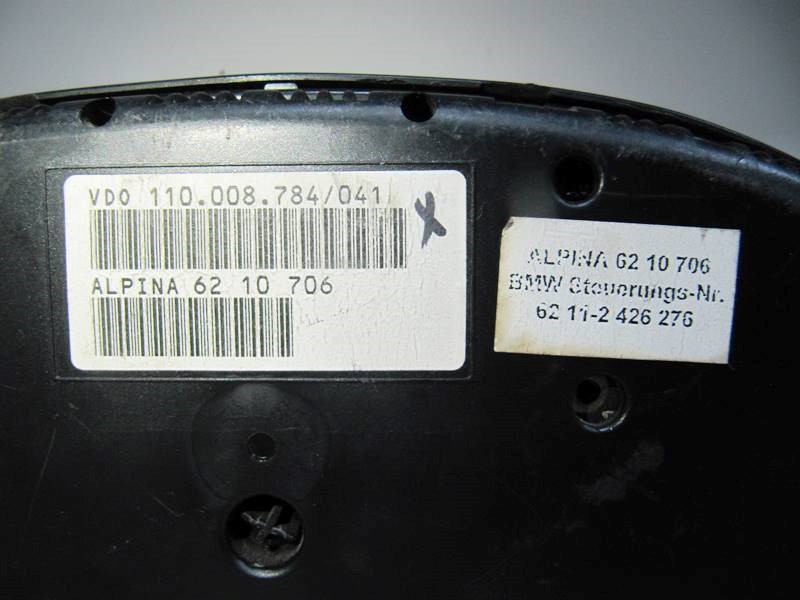 VDO 110.008.784/041
X
ALPINA 62 10 706
ALPINA 62 10 706
BMW Steuerungs-Nr.
62 11-2 426 276